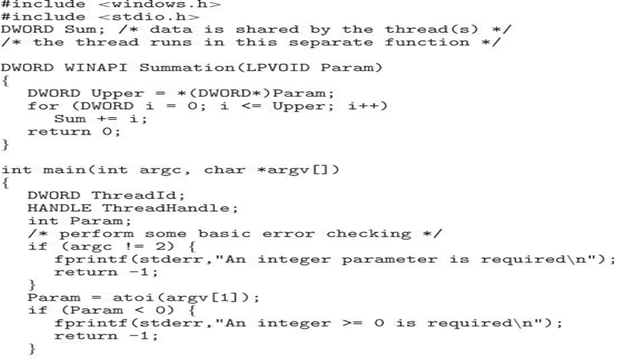 #include <windows.h>
#include <stdio.h>
DWORD Sum; /* data is shared by the thread(s) */
/* the thread runs in this separate function */
DWORD WINAPI Summation(LPVOID Param)
{
DWORD Upper = *(DWORD*)Param;
for (DWORD i = 0; i <= Upper; i++)
Sum += i;
return 0;
}
int main(int argc, char *argv[])
{
DWORD ThreadId;
HANDLE ThreadHandle;
int Param;
/* perform some basic error checking */
if (argc != 2) {
fprintf(stderr,"An integer parameter is required\n");
return -1;
}
Param = atoi(argv[1]);
if (Param < 0) {
fprintf(stderr,"An integer >= 0 is required\n");
return -1;
}